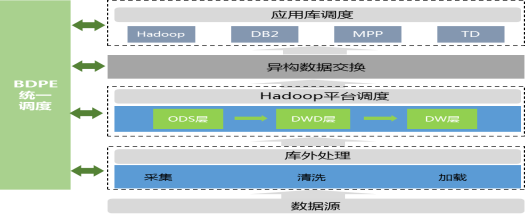 BDPE
统一
调度
应用库调度
Hadoop
DB2
MPP
TD
异构数据交换
Hadoop平台调度
ODS层
DWD层
DW层
库外处理
采集
清洗
加载
数据源